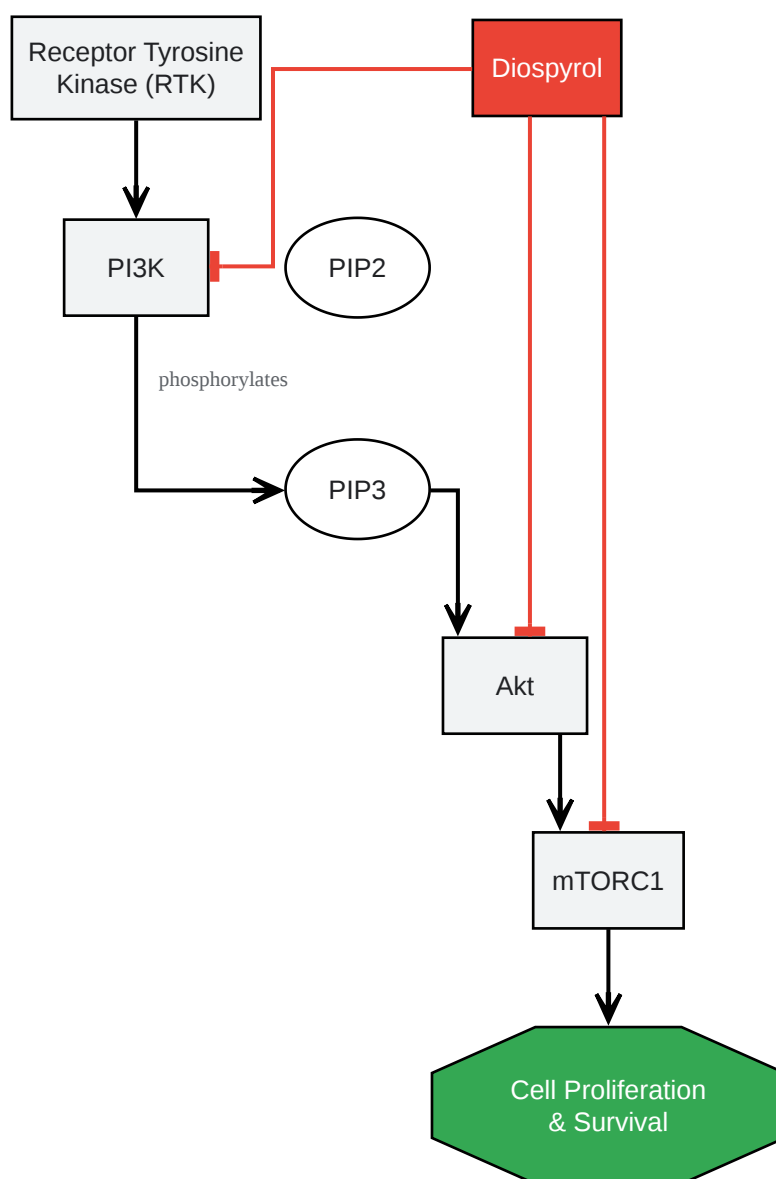 Receptor Tyrosine
Kinase (RTK)
Diospyrol
PI3K
PIP2
phosphorylates
PIP3
Akt
mTORC1
Cell Proliferation
& Survival